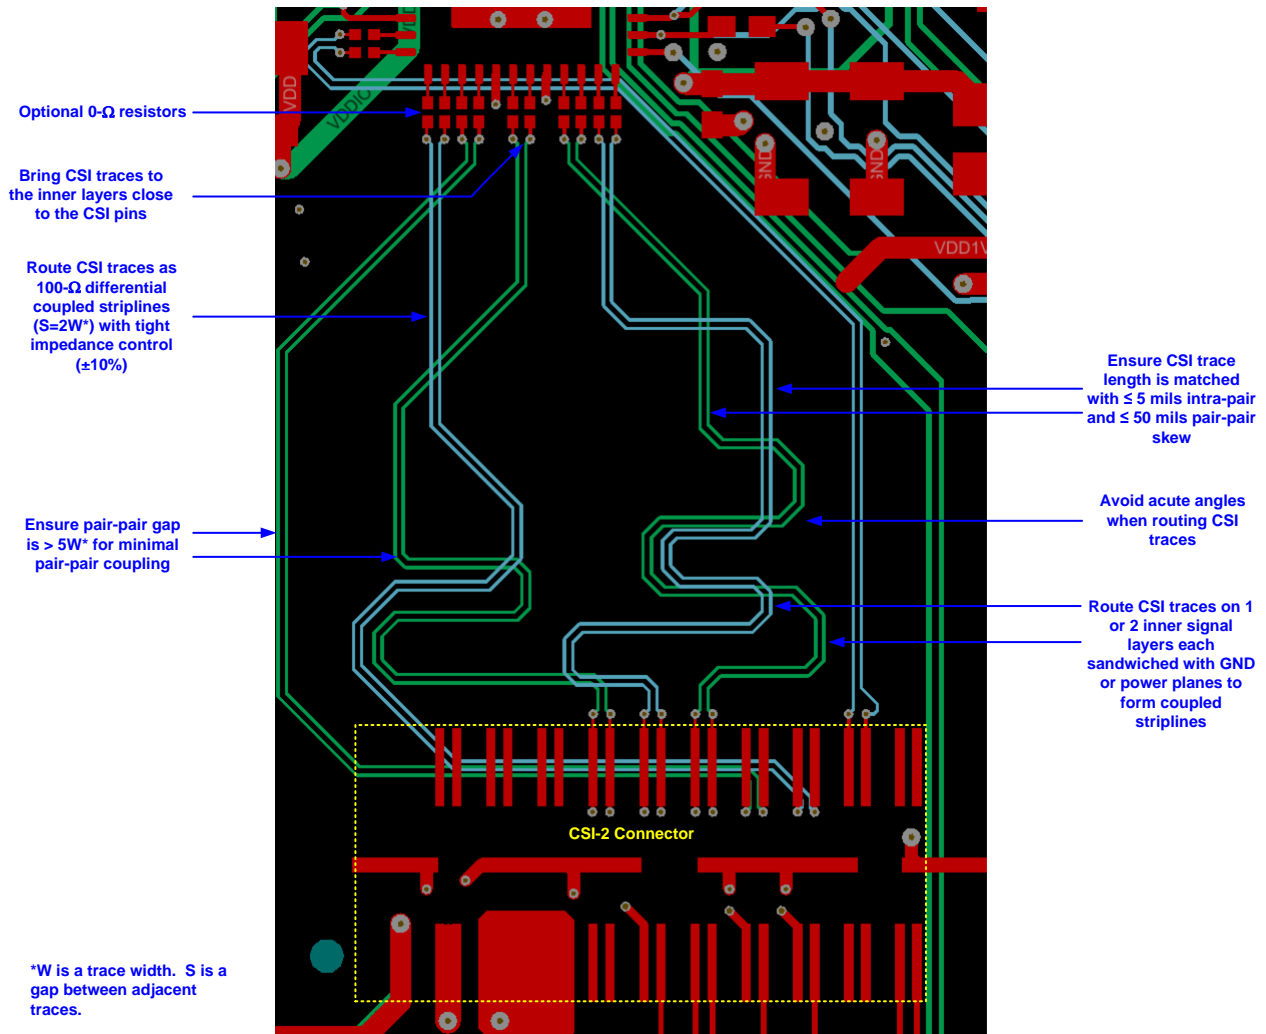 VDD
VDDIO
VDD
GND
GND
VDD1V
Optional 0-Ω resistors
Bring CSI traces to
the inner layers close
to the CSI pins
Route CSI traces as
100-Ω differential
coupled striplines
(S=2W*) with tight
impedance control
(±10%)
Ensure pair-pair gap
is > 5W* for minimal
pair-pair coupling
Ensure CSI trace
length is matched
with ≤ 5 mils intra-pair
and ≤ 50 mils pair-pair
skew
Avoid acute angles
when routing CSI
traces
Route CSI traces on 1
or 2 inner signal
layers each
sandwiched with GND
or power planes to
form coupled
striplines
CSI-2 Connector
*W is a trace width.  S is a
gap between adjacent
traces.